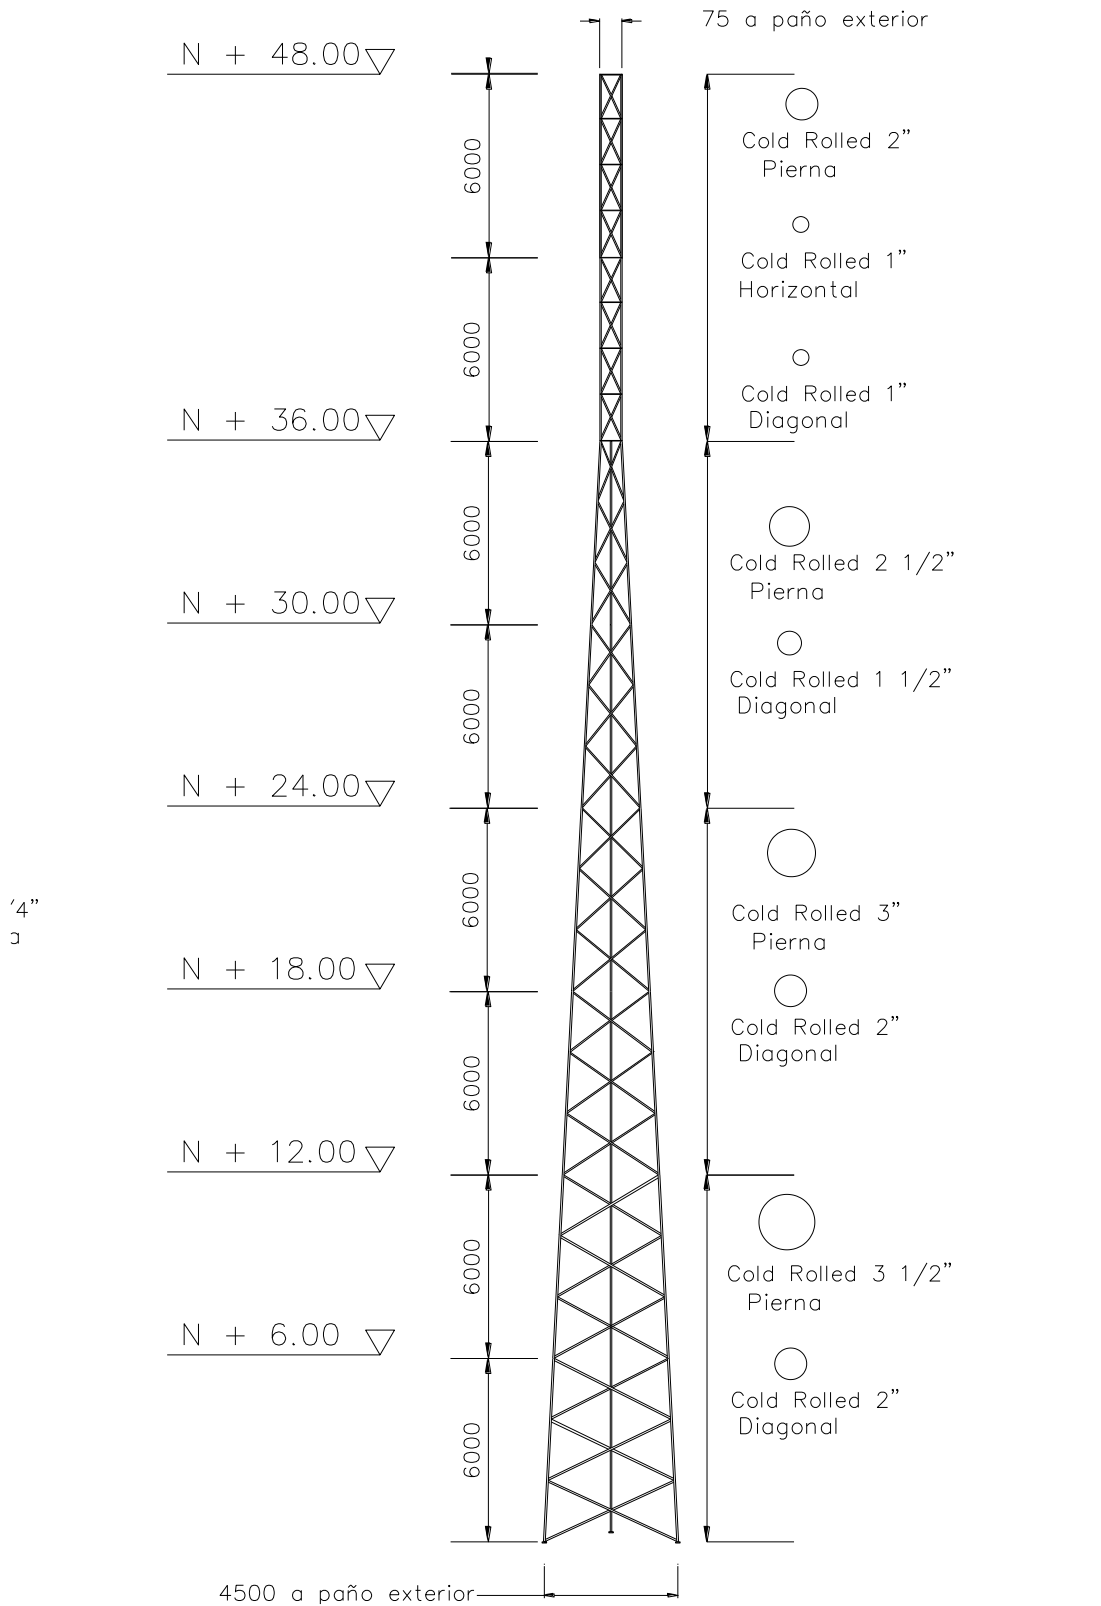 75 a paño exterior
N + 48.00
Cold Rolled 2”
Pierna
6000
Cold Rolled 1”
Horizontal
6000
Cold Rolled 1”
Diagonal
N + 36.00
6000
Cold Rolled 2 1/2”
Pierna
N + 30.00
Cold Rolled 1 1/2”
Diagonal
6000
N + 24.00
6000
Cold Rolled 3”
Pierna
/4”
a
N + 18.00
Cold Rolled 2”
Diagonal
6000
N + 12.00
6000
Cold Rolled 3 1/2”
Pierna
N + 6.00
Cold Rolled 2”
Diagonal
6000
4500 a paño exterior